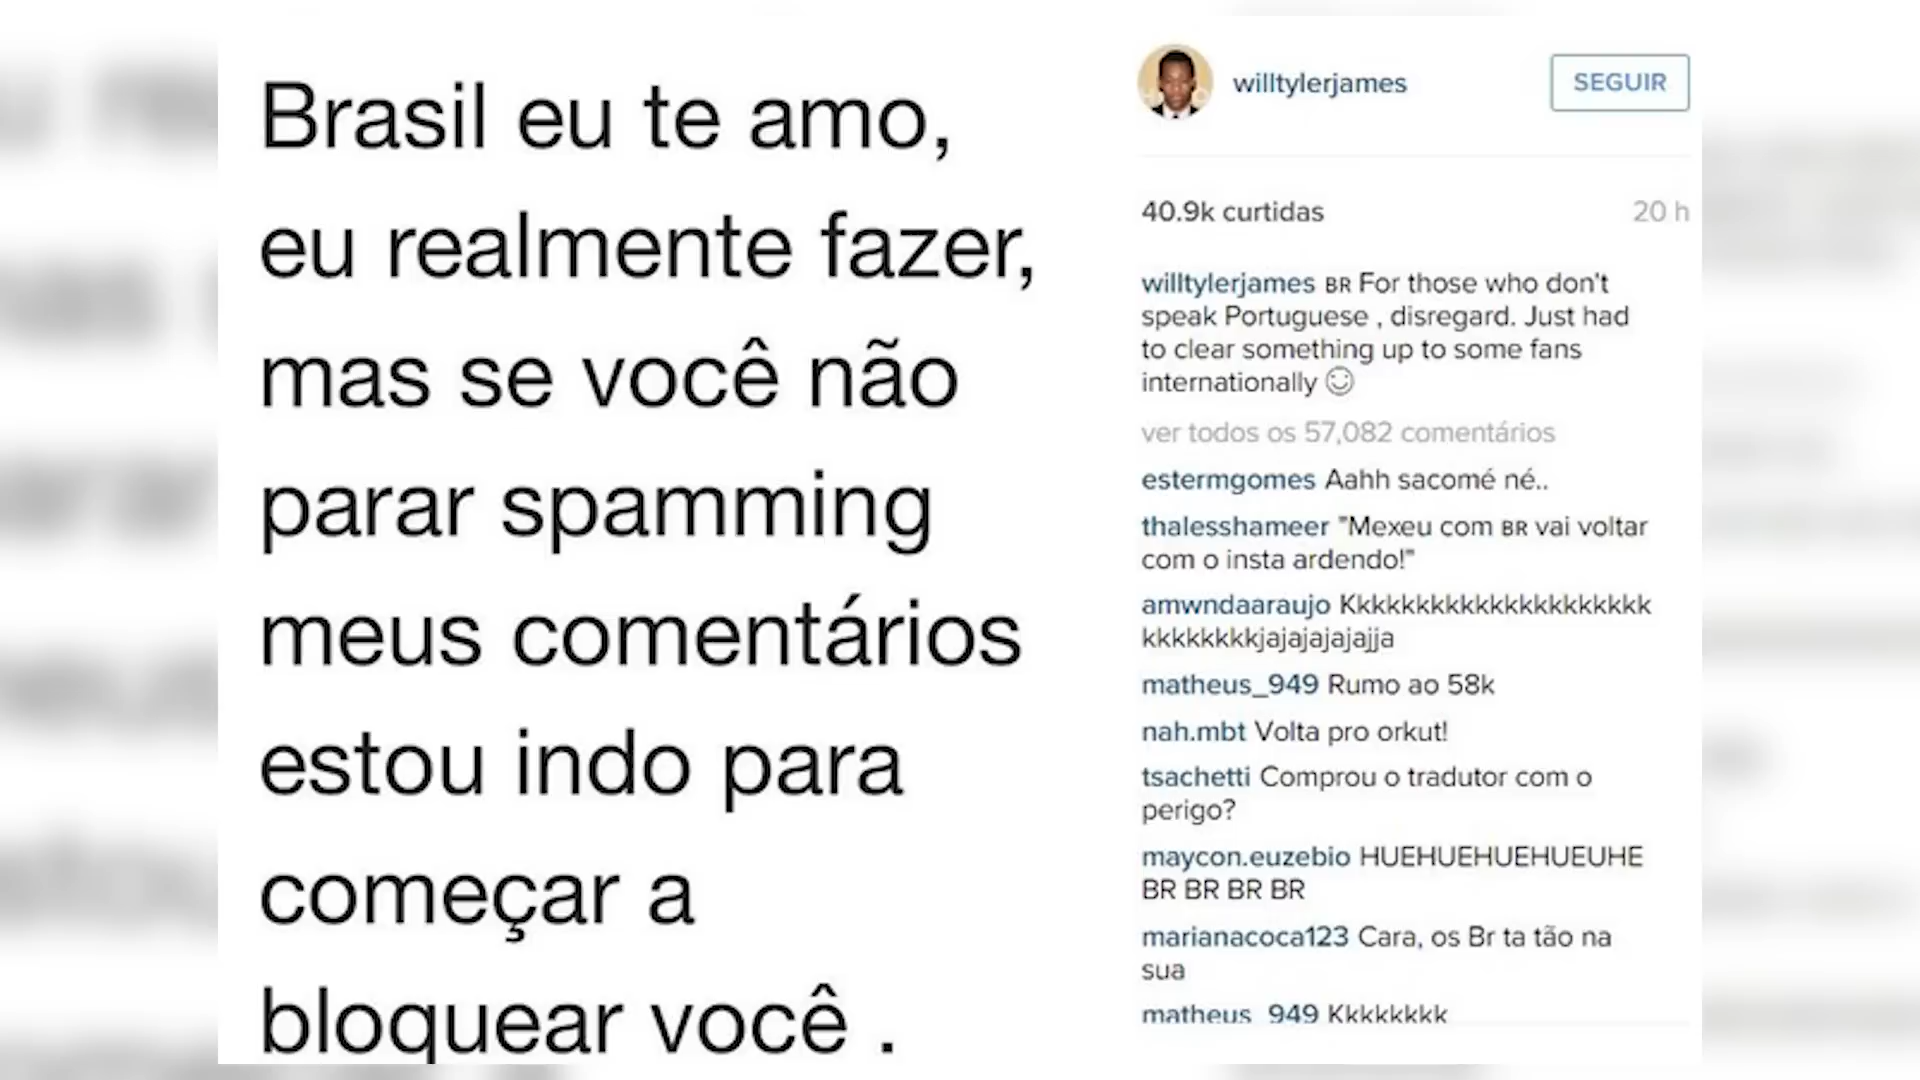 Brasil eu te amo,
eu realmente fazer,
mas se você não
parar spamming
meus comentários
estou indo para
começar a
bloquear você .
willtylerjames
SEGUIR
40.9k curtidas
20 h
willtylerjames BR For those who don't
speak Portuguese , disregard. Just had
to clear something up to some fans
internationally ☺
ver todos os 57,082 comentários
estermgomes Aahh sacomé né..
thalesshameer "Mexeu com BR vai voltar
com o insta ardendo!"
amwndaaraujo Kkkkkkkkkkkkkkkkkkkkk
kkkkkkkkjajajajajajja
matheus_949 Rumo ao 58k
nah.mbt Volta pro orkut!
tsachetti Comprou o tradutor com o
perigo?
maycon.euzebio HUEHUEHUEHUEUHE
BR BR BR BR
marianacoca123 Cara, os Br ta tão na
sua
matheus_949 Kkkkkkkk